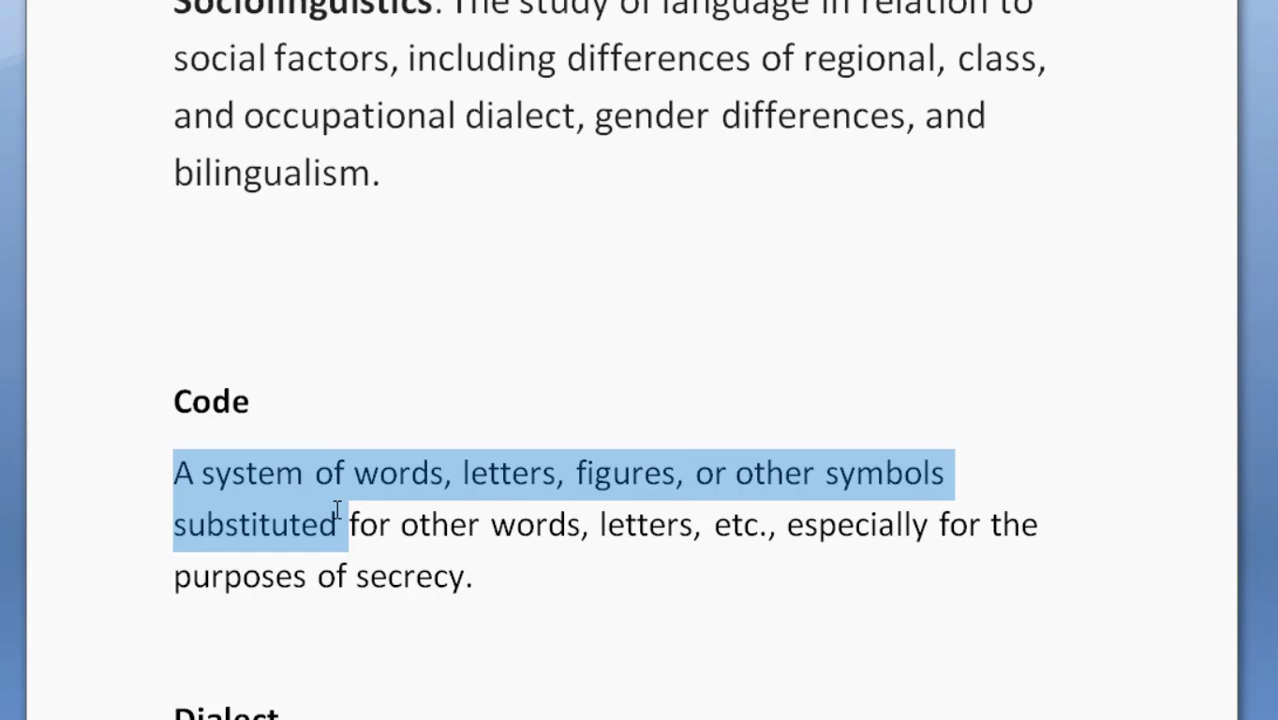 Sociolinguistics: The study of language in relation to
social factors, including differences of regional, class,
and occupational dialect, gender differences, and
bilingualism.
Code
A system of words, letters, figures, or other symbols
substituted for other words, letters, etc., especially for the
purposes of secrecy.
Dialect